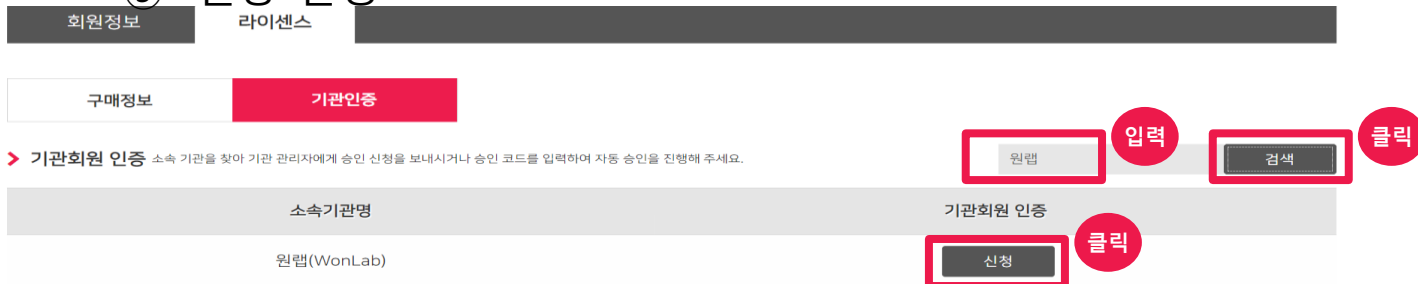 회원정보 라이센스
구매정보 기관인증
입력 클릭
> 기관회원 인증 소속 기관을 찾아 기관 관리자에게 승인 신청을 보내시거나 승인 코드를 입력하여 자동 승인을 진행해 주세요. 원랩 검색
소속기관명 기관회원 인증
클릭
원랩(WonLab) 신청